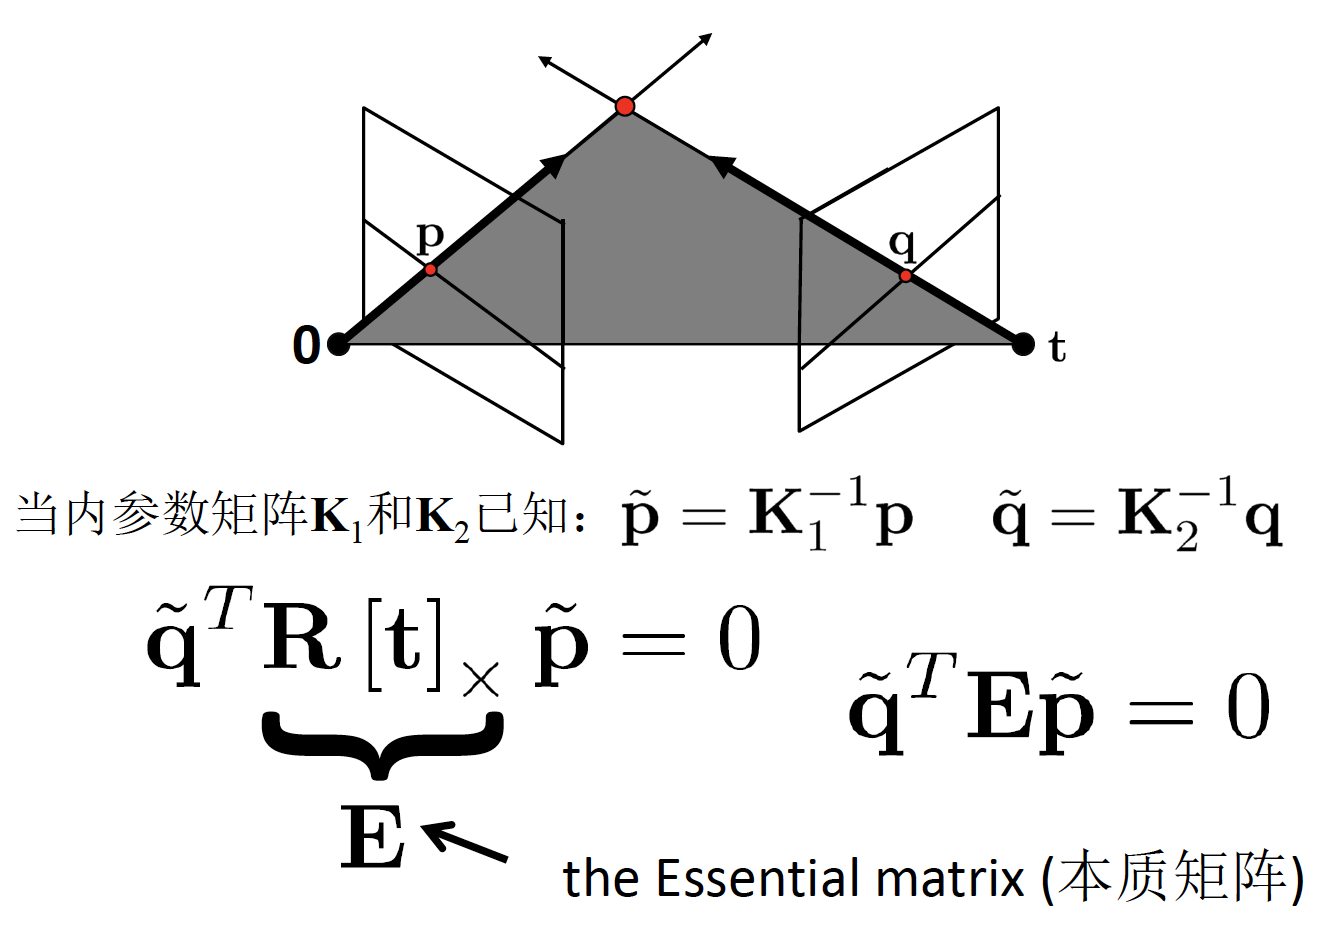 p
q
0
t
当内参数矩阵K₁和K₂已知： p̃ = K₁⁻¹p q̃ = K₂⁻¹q
q̃ᵀR[t]ₓ p̃ = 0
q̃ᵀEp̃ = 0
E
the Essential matrix (本质矩阵)